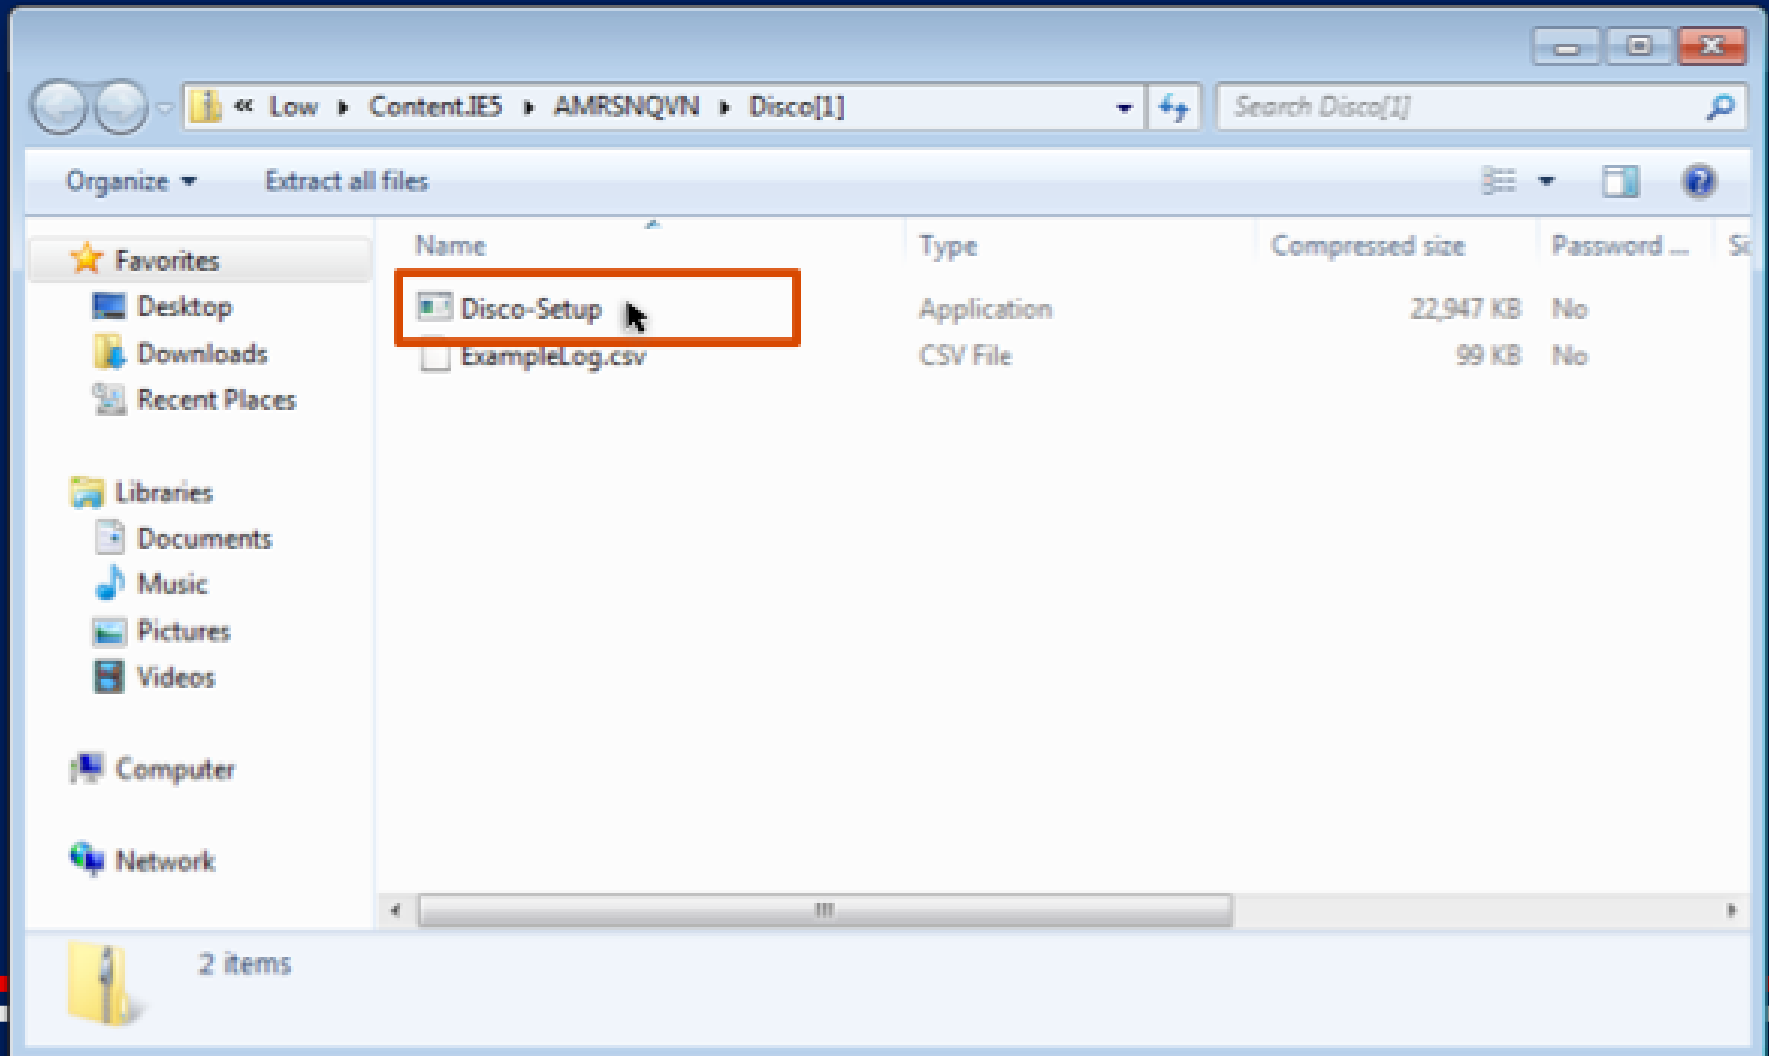 « Low ▸ Content.IE5 ▸ AMRSNQVN ▸ Disco[1]
Search Disco[1]
Organize ▾ Extract all files
Name Type Compressed size Password ...
Favorites
Desktop
Downloads
Recent Places
Libraries
Documents
Music
Pictures
Videos
Computer
Network
Disco-Setup Application 22,947 KB No
ExampleLog.csv CSV File 99 KB No
2 items